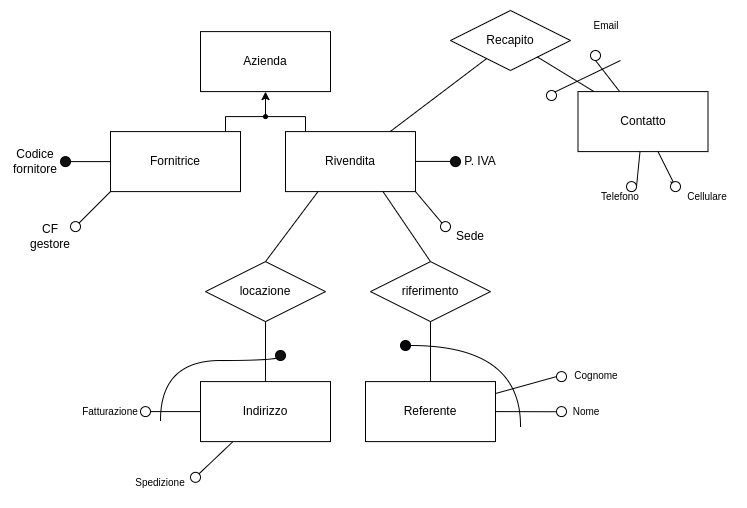 Email
Recapito
Azienda
Contatto
Codice
fornitore
Fornitrice
Rivendita
P. IVA
Telefono
Cellulare
CF
gestore
Sede
locazione
riferimento
Cognome
Fatturazione
Indirizzo
Referente
Nome
Spedizione